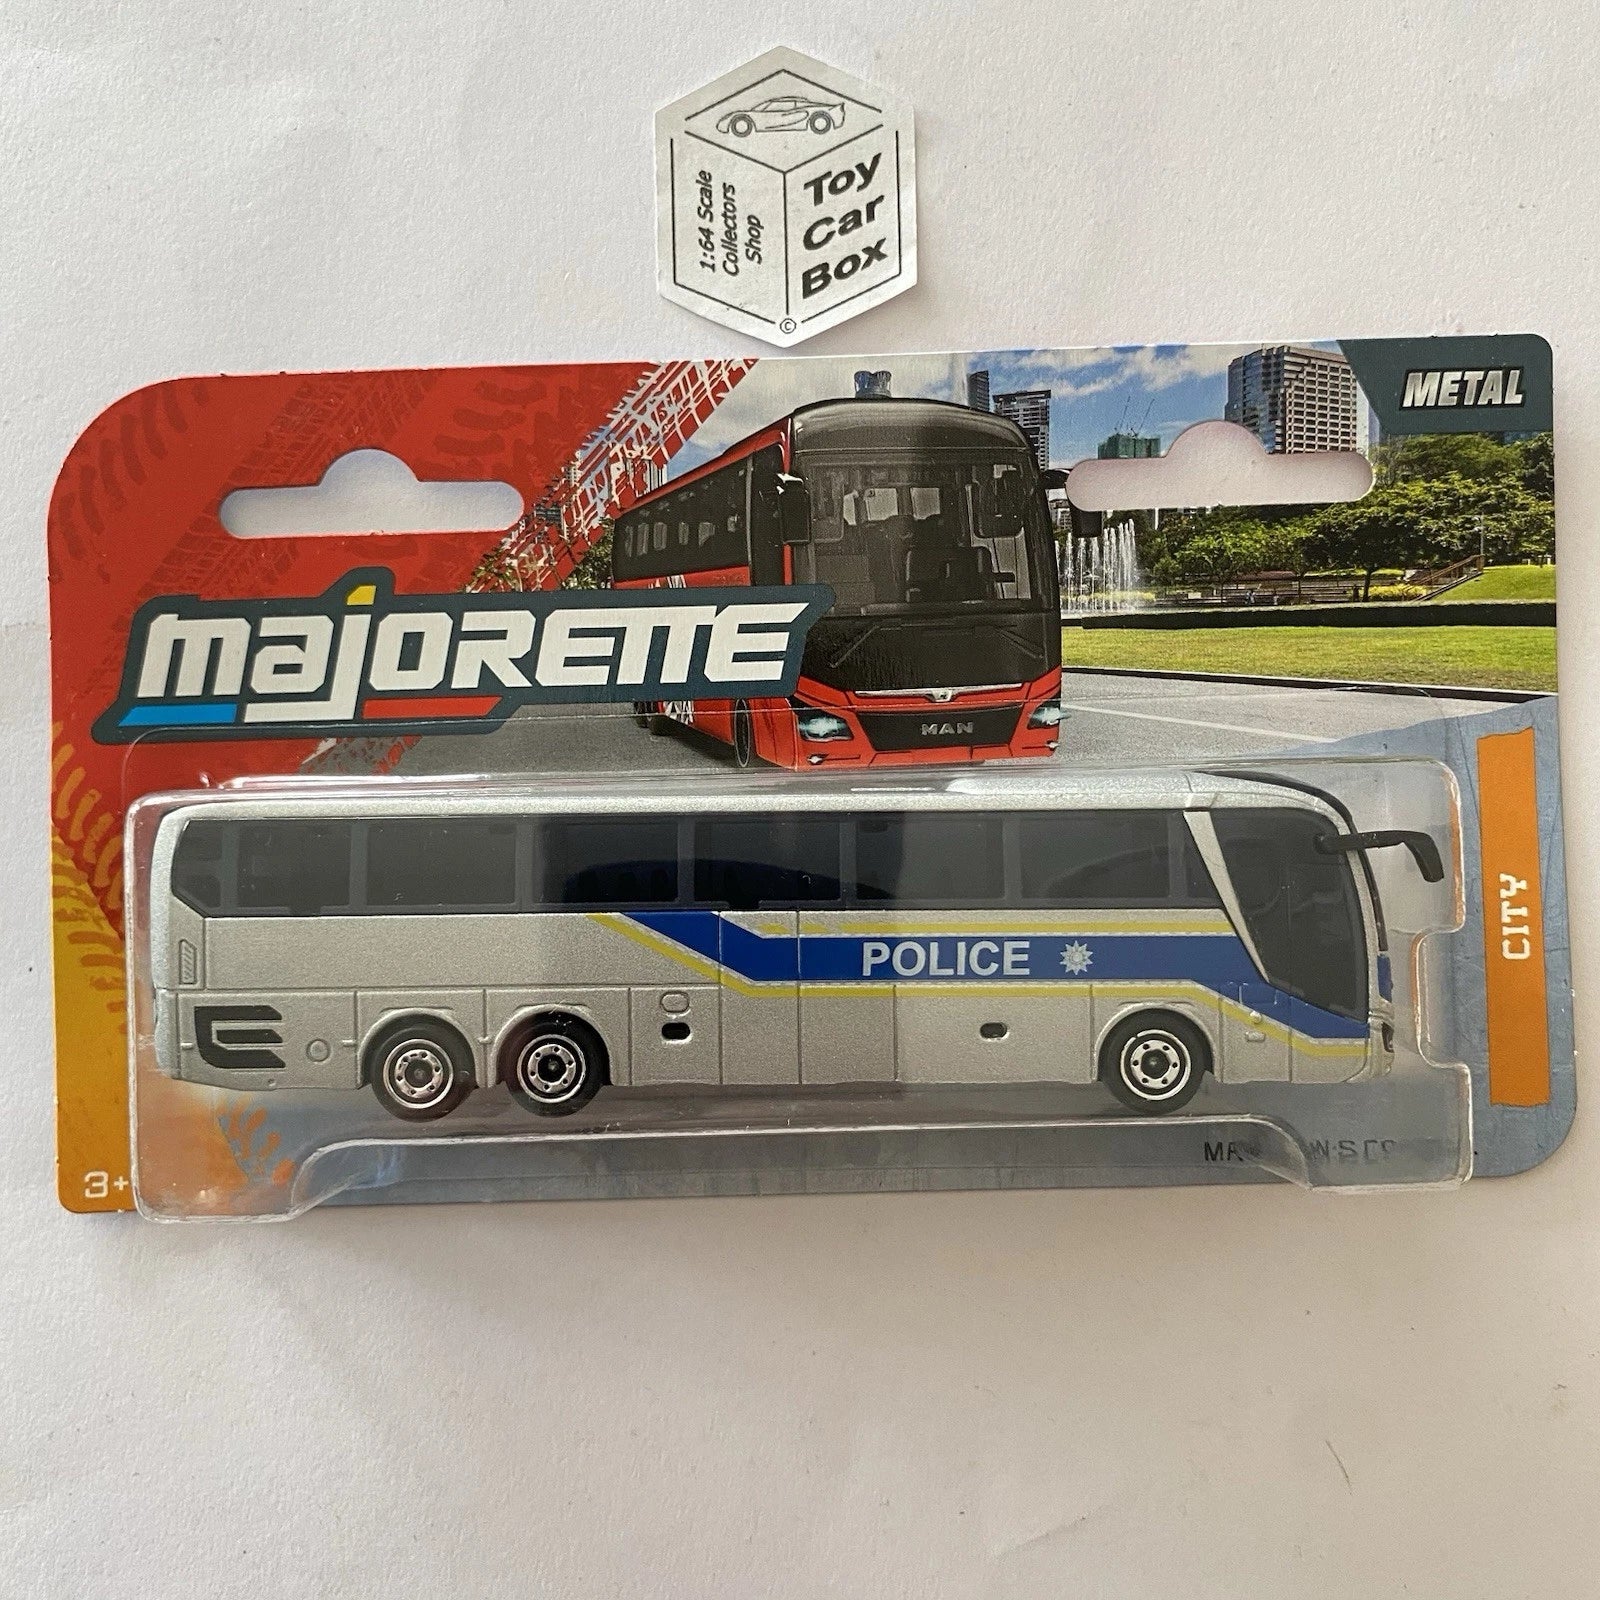 1:64 Scale
Collectors
Shop
Toy
Car
Box
©
METAL
majorette
MAN
CITY
POLICE
3+